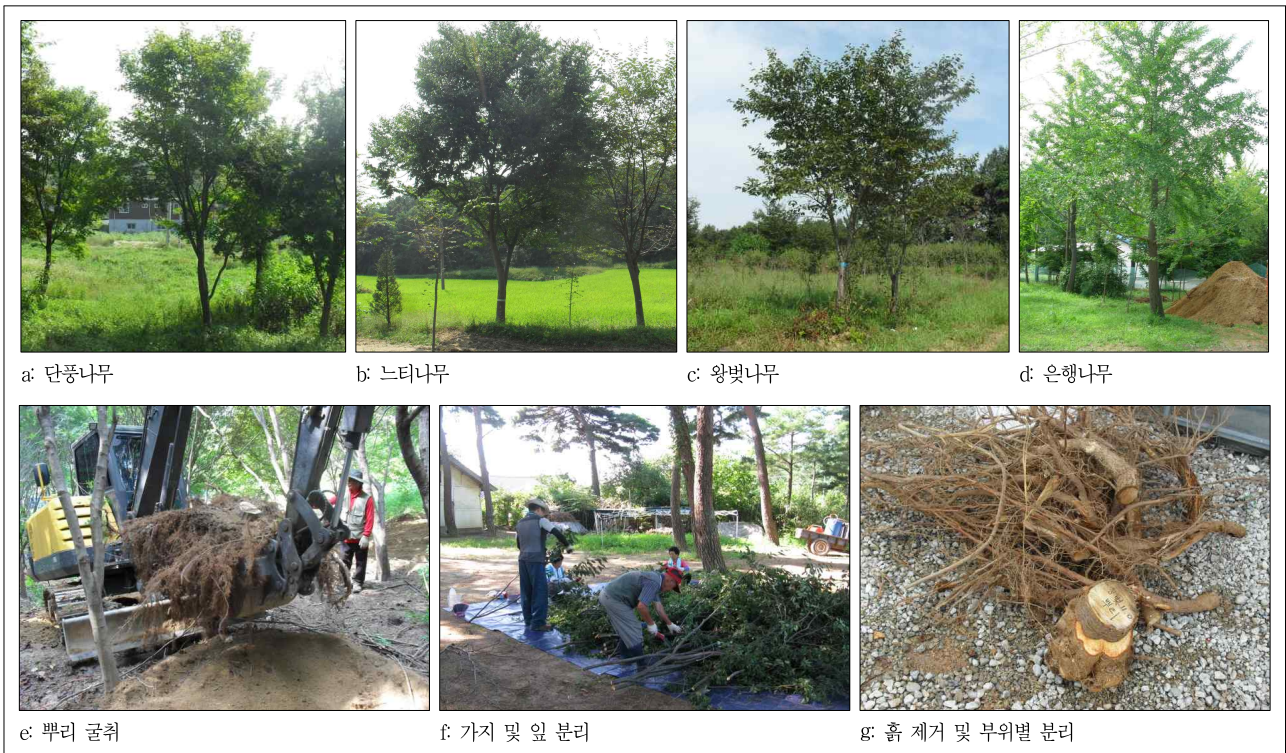 a: 단풍나무
b: 느티나무
c: 왕벚나무
d: 은행나무
e: 뿌리 굴취
f: 가지 및 잎 분리
g: 흙 제거 및 부위별 분리